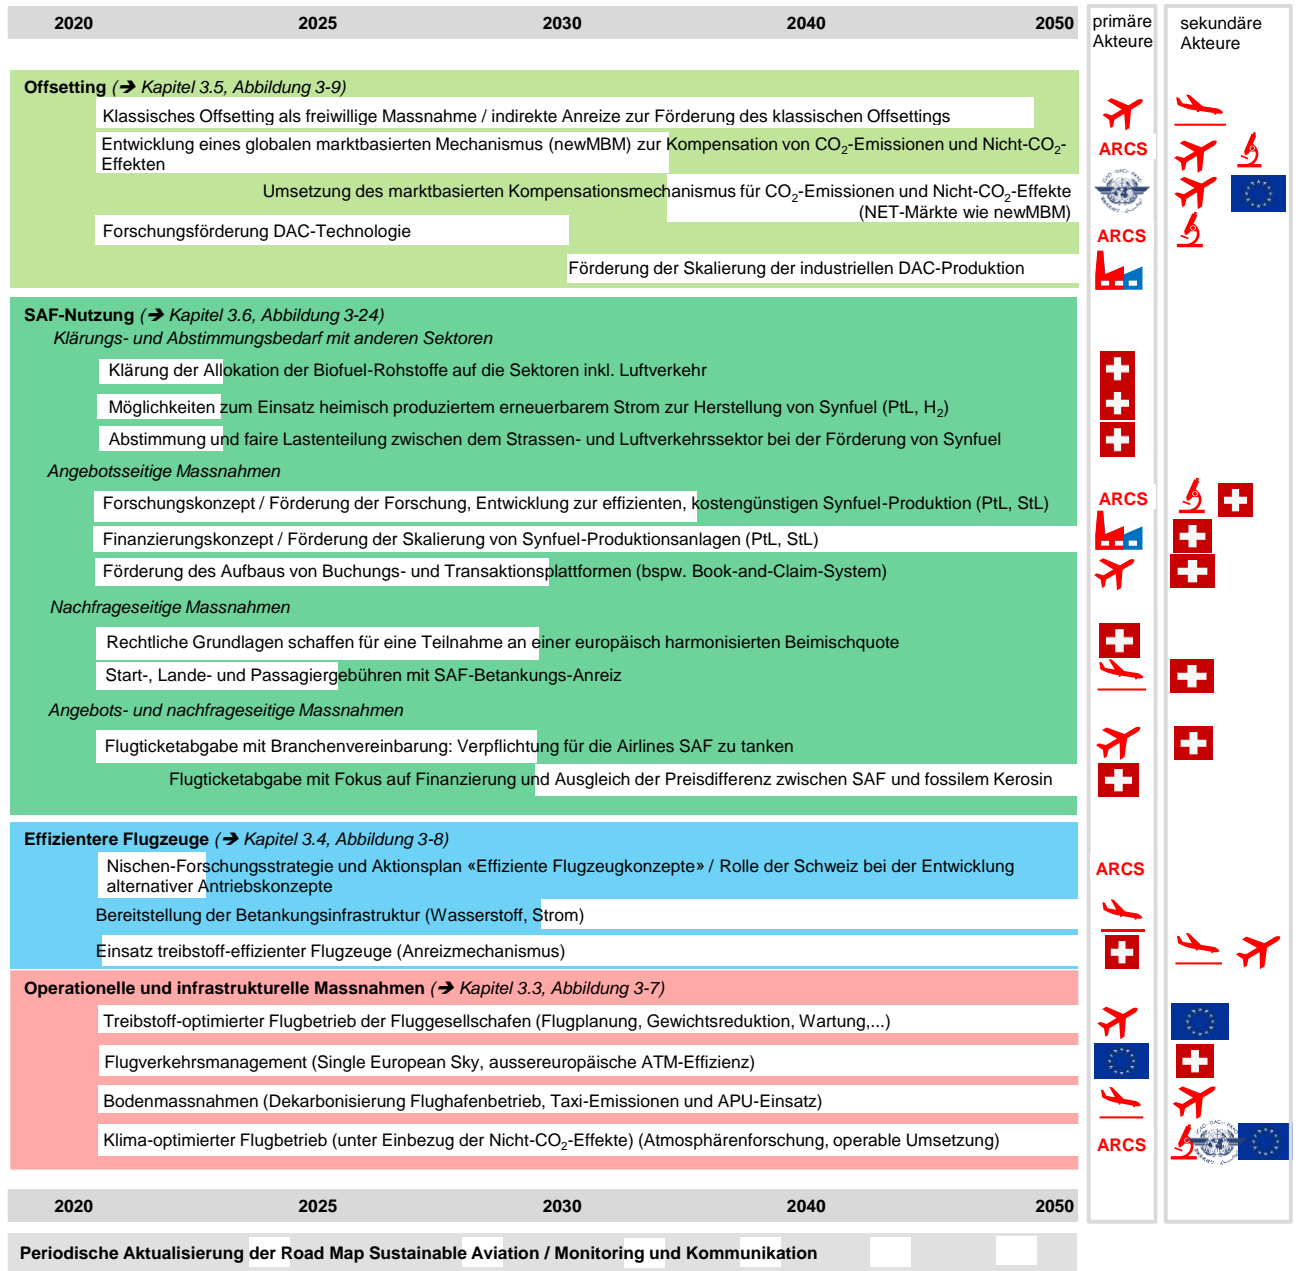 2020 2025 2030 2040 2050
primäre
Akteure
sekundäre
Akteure
Offsetting (➔ Kapitel 3.5, Abbildung 3-9)
Klassisches Offsetting als freiwillige Massnahme / indirekte Anreize zur Förderung des klassischen Offsettings
Entwicklung eines globalen marktbasierten Mechanismus (newMBM) zur Kompensation von CO₂-Emissionen und Nicht-CO₂-
Effekten
ARCS
Umsetzung des marktbasierten Kompensationsmechanismus für CO₂-Emissionen und Nicht-CO₂-Effekte
(NET-Märkte wie newMBM)
Forschungsförderung DAC-Technologie
ARCS
Förderung der Skalierung der industriellen DAC-Produktion
SAF-Nutzung (➔ Kapitel 3.6, Abbildung 3-24)
Klärungs- und Abstimmungsbedarf mit anderen Sektoren
Klärung der Allokation der Biofuel-Rohstoffe auf die Sektoren inkl. Luftverkehr
Möglichkeiten zum Einsatz heimisch produziertem erneuerbarem Strom zur Herstellung von Synfuel (PtL, H₂)
Abstimmung und faire Lastenteilung zwischen dem Strassen- und Luftverkehrssektor bei der Förderung von Synfuel
Angebotsseitige Massnahmen
Forschungskonzept / Förderung der Forschung, Entwicklung zur effizienten, kostengünstigen Synfuel-Produktion (PtL, StL)
ARCS
Finanzierungskonzept / Förderung der Skalierung von Synfuel-Produktionsanlagen (PtL, StL)
Förderung des Aufbaus von Buchungs- und Transaktionsplattformen (bspw. Book-and-Claim-System)
Nachfrageseitige Massnahmen
Rechtliche Grundlagen schaffen für eine Teilnahme an einer europäisch harmonisierten Beimischquote
Start-, Lande- und Passagiergebühren mit SAF-Betankungs-Anreiz
Angebots- und nachfrageseitige Massnahmen
Flugticketabgabe mit Branchenvereinbarung: Verpflichtung für die Airlines SAF zu tanken
Flugticketabgabe mit Fokus auf Finanzierung und Ausgleich der Preisdifferenz zwischen SAF und fossilem Kerosin
Effizientere Flugzeuge (➔ Kapitel 3.4, Abbildung 3-8)
Nischen-Forschungsstrategie und Aktionsplan «Effiziente Flugzeugkonzepte» / Rolle der Schweiz bei der Entwicklung
alternativer Antriebskonzepte
ARCS
Bereitstellung der Betankungsinfrastruktur (Wasserstoff, Strom)
Einsatz treibstoff-effizienter Flugzeuge (Anreizmechanismus)
Operationelle und infrastrukturelle Massnahmen (➔ Kapitel 3.3, Abbildung 3-7)
Treibstoff-optimierter Flugbetrieb der Fluggesellschafen (Flugplanung, Gewichtsreduktion, Wartung,...)
Flugverkehrsmanagement (Single European Sky, aussereuropäische ATM-Effizienz)
Bodenmassnahmen (Dekarbonisierung Flughafenbetrieb, Taxi-Emissionen und APU-Einsatz)
Klima-optimierter Flugbetrieb (unter Einbezug der Nicht-CO₂-Effekte) (Atmosphärenforschung, operable Umsetzung)
ARCS
2020 2025 2030 2040 2050
Periodische Aktualisierung der Road Map Sustainable Aviation / Monitoring und Kommunikation